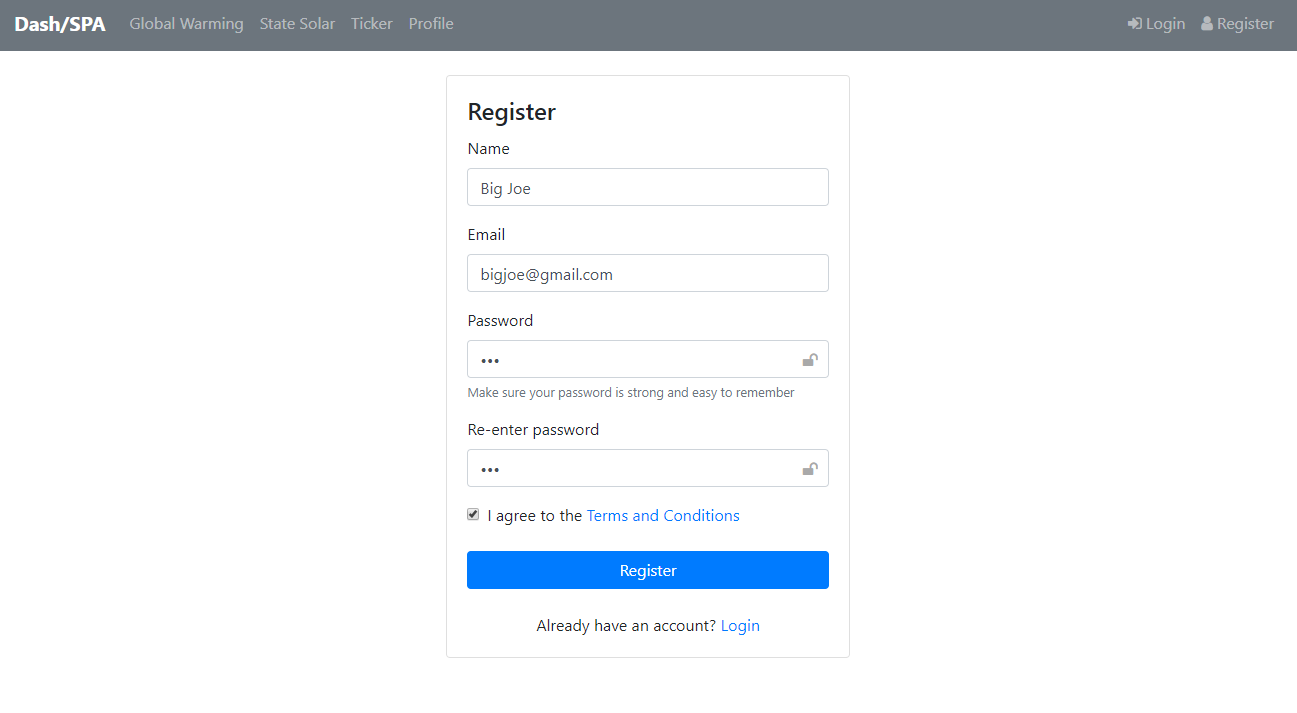 Dash/SPA Global Warming State Solar Ticker Profile Login Register
Register
Name
Big Joe
Email
bigjoe@gmail.com
Password
•••
Make sure your password is strong and easy to remember
Re-enter password
•••
I agree to the Terms and Conditions
Register
Already have an account? Login